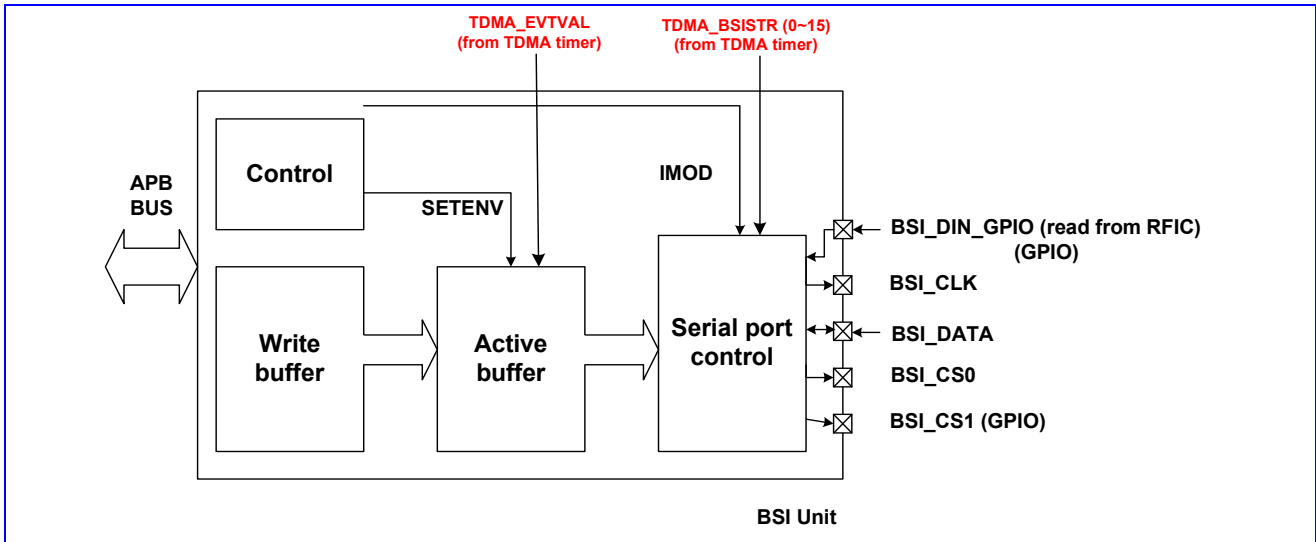 TDMA_EVTVAL
(from TDMA timer)
TDMA_BSISTR (0~15)
(from TDMA timer)
Control
APB
BUS
SETENV
IMOD
BSI_DIN_GPIO (read from RFIC)
(GPIO)
BSI_CLK
Write
buffer
Active
buffer
Serial port
control
BSI_DATA
BSI_CS0
BSI_CS1 (GPIO)
BSI Unit